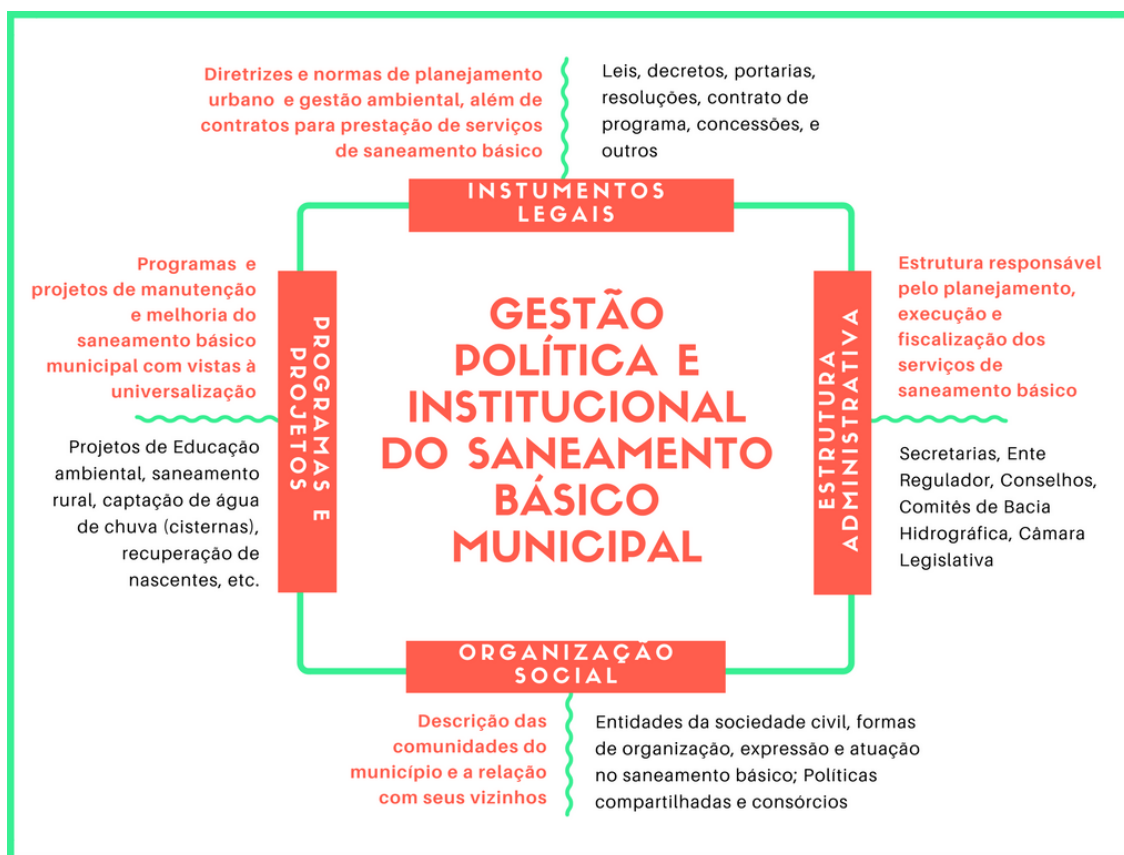 Diretrizes e normas de planejamento
urbano e gestão ambiental, além de
contratos para prestação de serviços
de saneamento básico
Leis, decretos, portarias,
resoluções, contrato de
programa, concessões, e
outros
INSTUMENTOS
LEGAIS
Programas e
projetos de manutenção
e melhoria do
saneamento básico
municipal com vistas à
universalização
Projetos de Educação
ambiental, saneamento
rural, captação de água
de chuva (cisternas),
recuperação de
nascentes, etc.
PROGRAMAS E
PROJETOS
GESTÃO
POLÍTICA E
INSTITUCIONAL
DO SANEAMENTO
BÁSICO
MUNICIPAL
ESTRUTURA
ADMINISTRATIVA
Estrutura responsável
pelo planejamento,
execução e
fiscalização dos
serviços de
saneamento básico
Secretarias, Ente
Regulador, Conselhos,
Comitês de Bacia
Hidrográfica, Câmara
Legislativa
ORGANIZAÇÃO
SOCIAL
Descrição das
comunidades do
município e a relação
com seus vizinhos
Entidades da sociedade civil, formas
de organização, expressão e atuação
no saneamento básico; Políticas
compartilhadas e consórcios